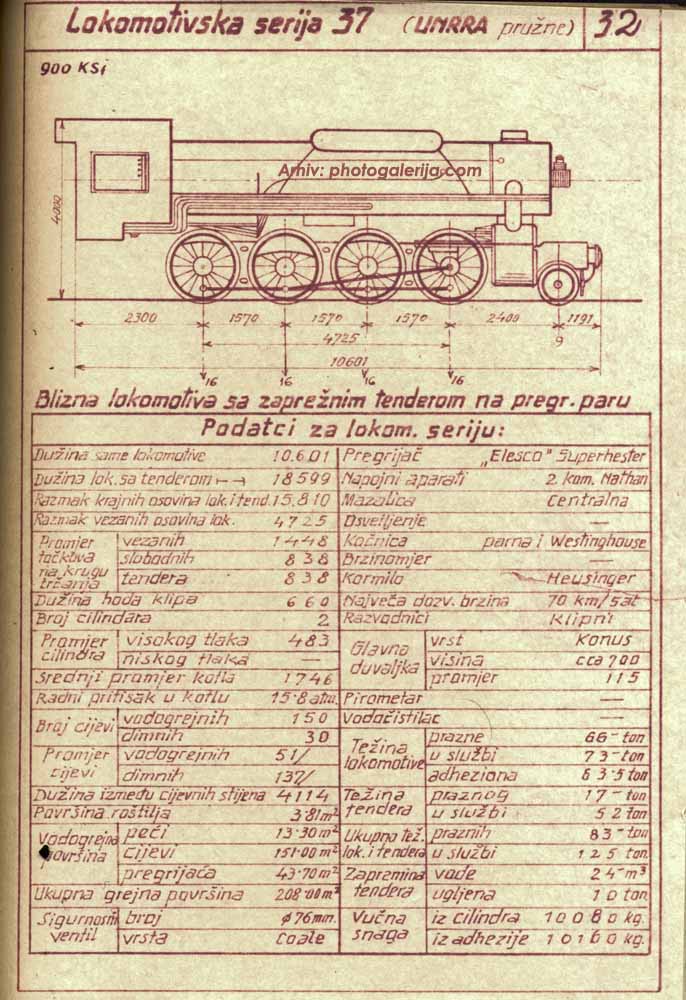 Lokomotivska serija 37 (UNRRA pružne) 32
900 KSi
Arhiv: photogalerija.com
4000
2300 1570 1570 1570 2400 1191
4725
9
10601
16 16 16 16
Blizna lokomotiva sa zaprežnim tenderom na pregr. paru
Podatci za lokom. seriju:
Dužina same lokomotive 10.601 Pregrijač „Elesco" Superhester
Dužina lok. sa tenderom 18599 Napojni aparati 2 kom. Nathan
Razmak krajnih osovina lok. i tend. 15.810 Mazalica Centralna
Razmak vezanih osovina lok. 4725 Osvetljenje —
Promjer točkova na krugu trčanja vezanih 1448 Kočnica parna i Westinghouse
slobodnih 838 Brzinomjer —
tendera 838 Kormilo Heusinger
Dužina hoda klipa 660 Najveća dozv. brzina 70 km/sat
Broj cilindara 2 Razvodnici Klipni
Promjer cilindra visokog tlaka 483 Glavna duvaljka vrst Konus
niskog tlaka — visina cca 700
Srednji promjer kotla 1746 promjer 115
Radni pritisak u kotlu 15·8 atm. Pirometar —
Broj cijevi vodogrejnih 150 Vodočistilac —
dimnih 30 Težina lokomotive prazne 66- ton
Promjer cijevi vodogrejnih 51/ u službi 73- ton
dimnih 137/ adheziona 63·5 ton
Dužina između cijevnih stijena 4114 Težina tendera praznog 17- ton
Površina roštilja 3·81 m² u službi 52 ton
Vodogrejna površina peći 13·30 m² Ukupna tež. lok. i tendera praznih 83- ton
cijevi 151·00 m² u službi 125 ton.
pregrijača 43·70 m² Zapremina tendera vode 24- m³
Ukupna grejna površina 208·00 m² ugljena 10 ton
Sigurnosni ventil broj ø 76 mm. Vučna snaga iz cilindra 10080 kg.
vrsta Coale iz adhezije 10160 kg.